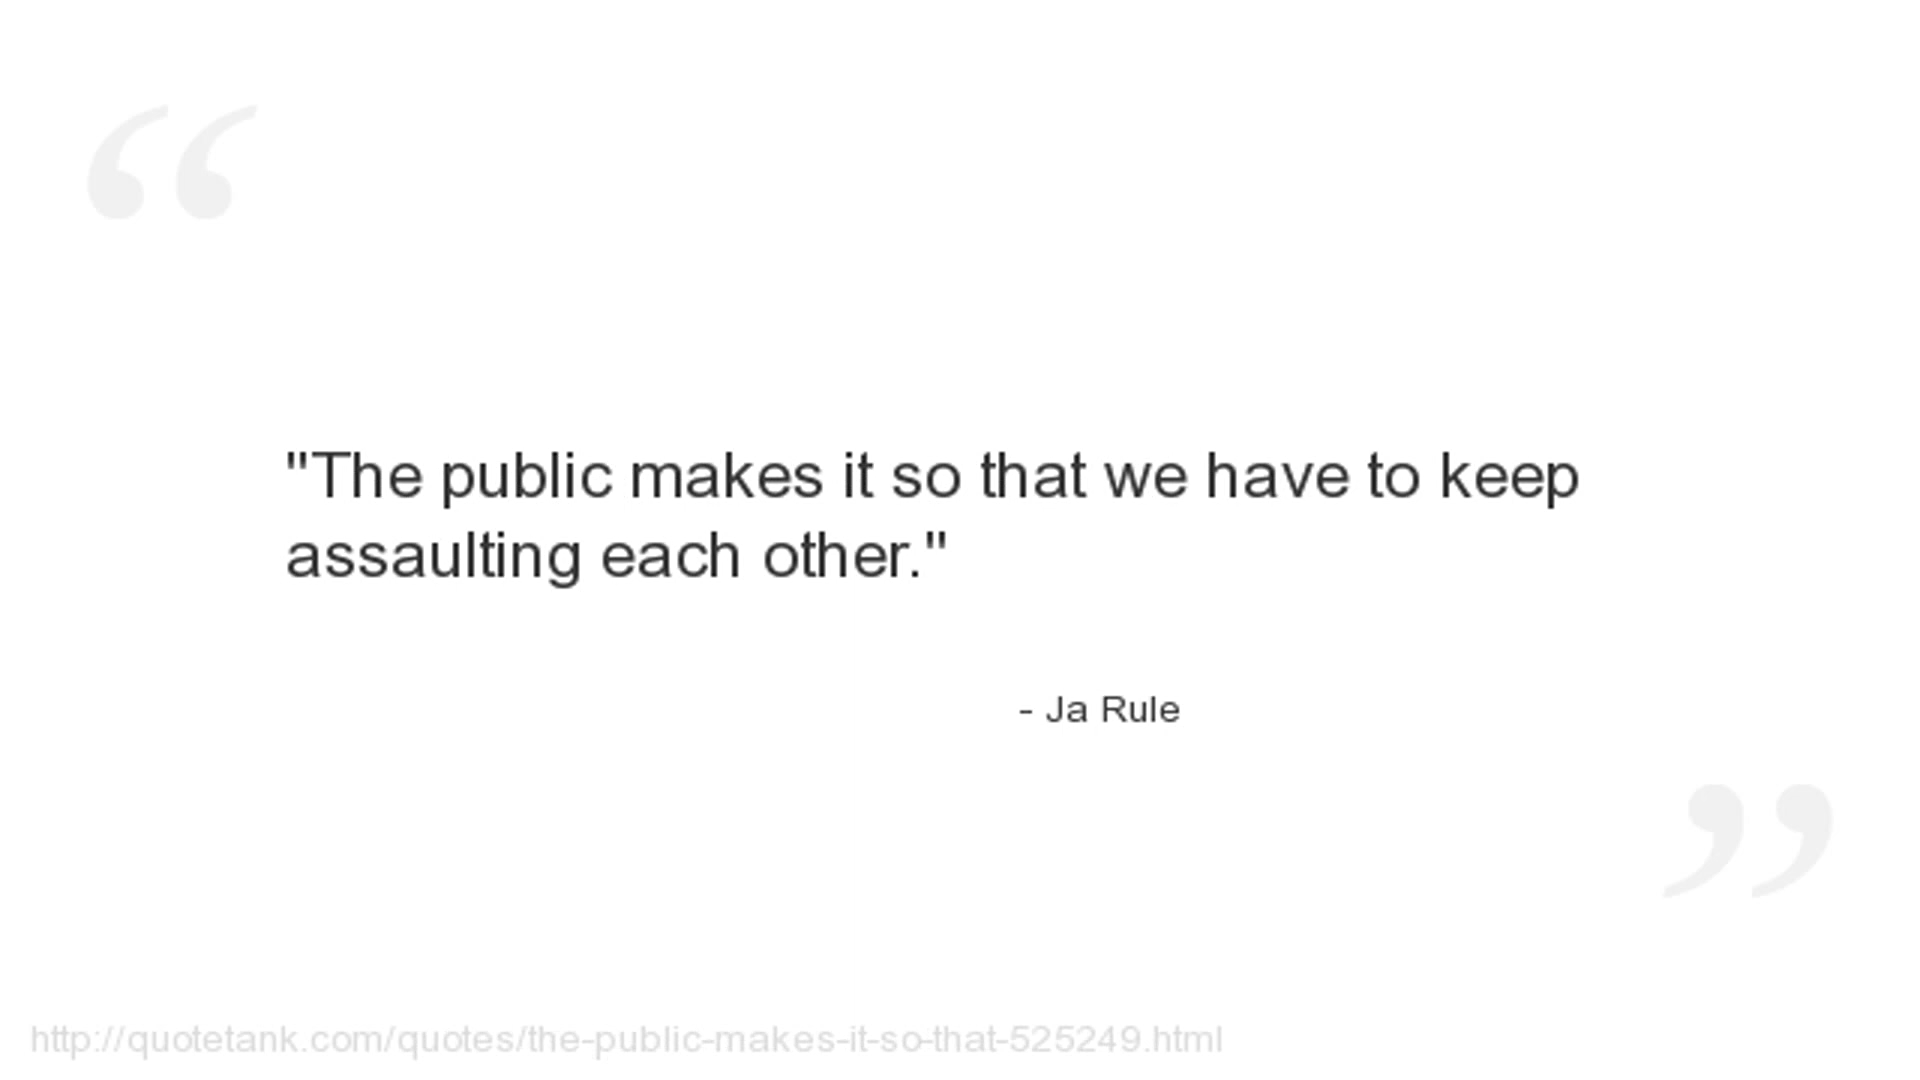 "The public makes it so that we have to keep
assaulting each other."
- Ja Rule
http://quotetank.com/quotes/the-public-makes-it-so-that-525249.html